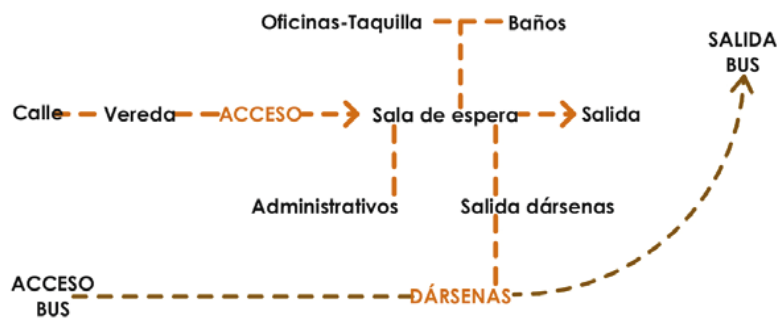 Oficinas-Taquilla Baños
SALIDA
BUS
Calle Vereda ACCESO Sala de espera Salida
Administrativos Salida dársenas
ACCESO
BUS
DÁRSENAS